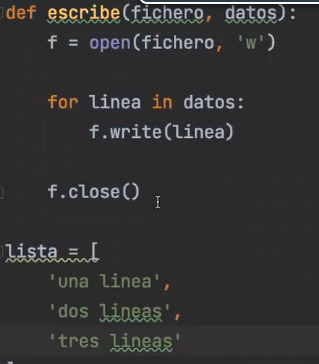 def escribe(fichero, datos):
    f = open(fichero, 'w')
    for linea in datos:
        f.write(linea)
    f.close()
lista = [
    'una linea',
    'dos lineas',
    'tres lineas'